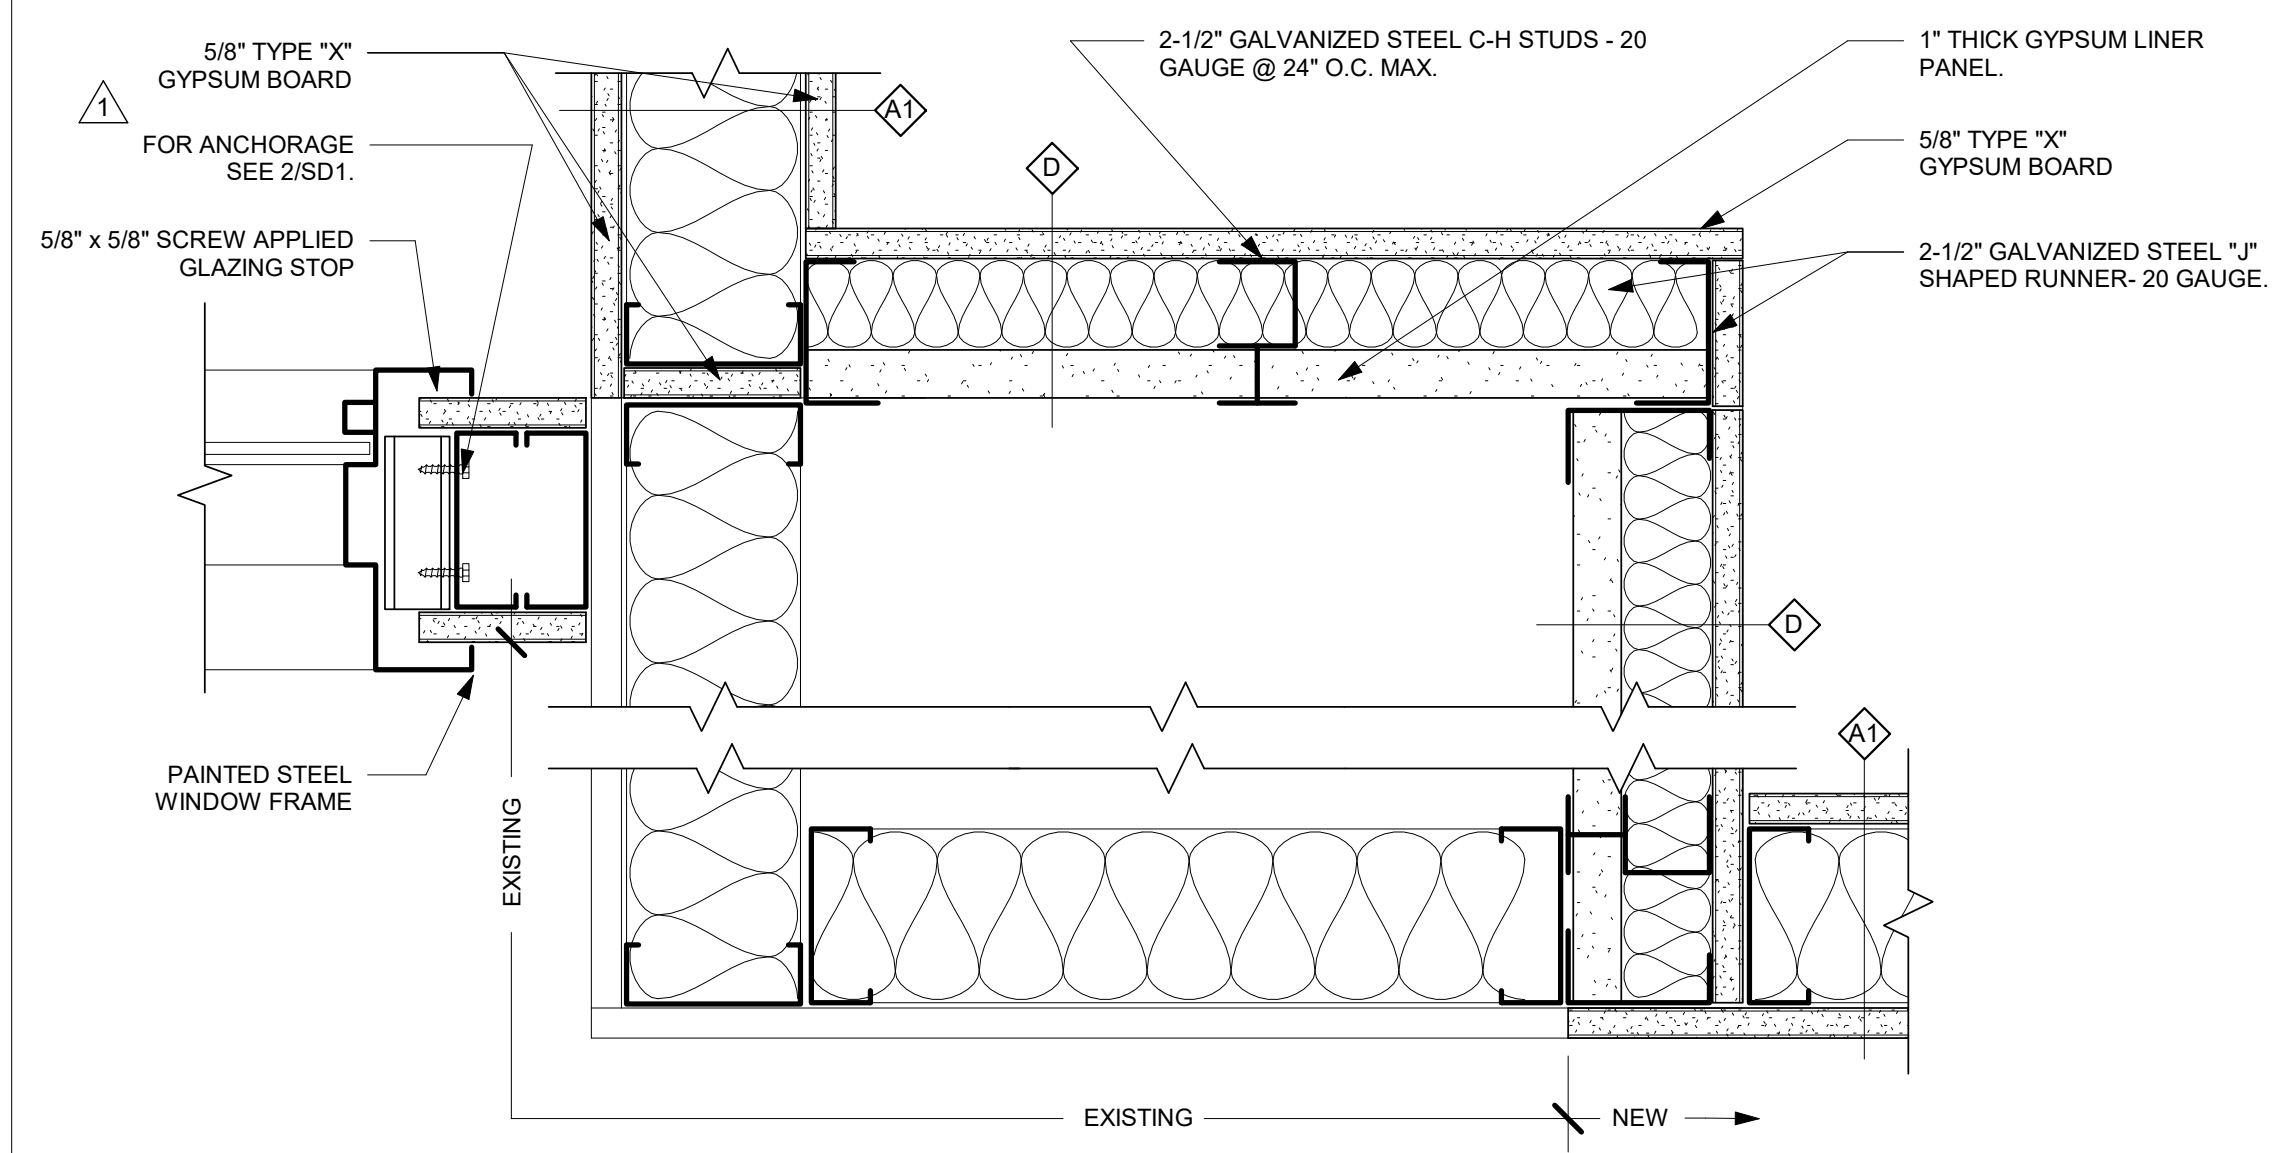 5/8" TYPE "X"
GYPSUM BOARD
1
FOR ANCHORAGE
SEE 2/SD1.
5/8" x 5/8" SCREW APPLIED
GLAZING STOP
PAINTED STEEL
WINDOW FRAME
2-1/2" GALVANIZED STEEL C-H STUDS - 20
GAUGE @ 24" O.C. MAX.
1" THICK GYPSUM LINER
PANEL.
5/8" TYPE "X"
GYPSUM BOARD
2-1/2" GALVANIZED STEEL "J"
SHAPED RUNNER- 20 GAUGE.
A1
D
D
A1
EXISTING
EXISTING
NEW